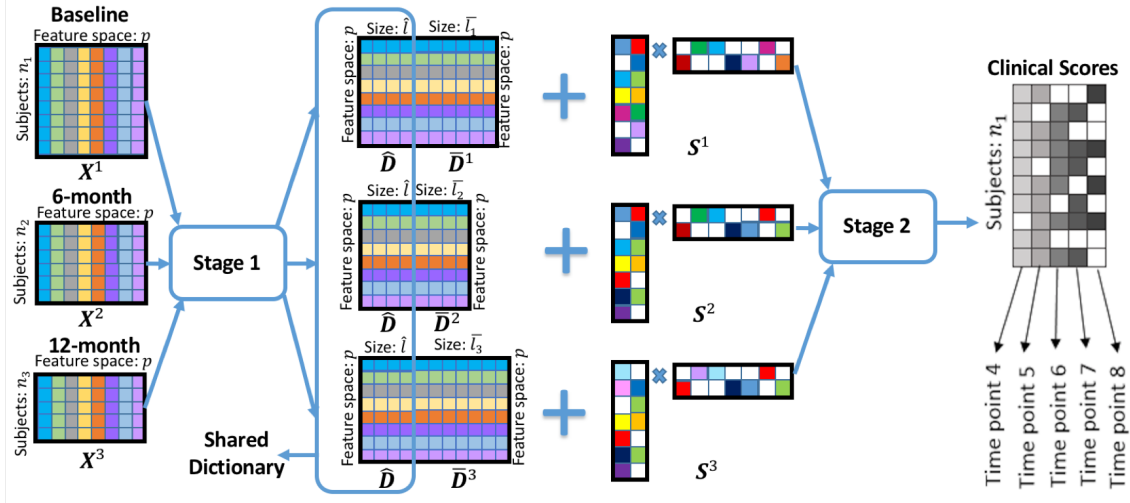 Baseline
Feature space: p
Subjects: n₁
X¹
6-month
Feature space: p
Subjects: n₂
X²
12-month
Feature space: p
Subjects: n₃
X³
Stage 1
Shared
Dictionary
Size: l̂ Size: l̄₁
Feature space: p
Feature space: p
D̂ D̄¹
Size: l̂ Size: l̄₂
Feature space: p
Feature space: p
D̂ D̄²
Size: l̂ Size: l̄₃
Feature space: p
Feature space: p
D̂ D̄³
+
×
S¹
+
×
S²
+
×
S³
Stage 2
Clinical Scores
Subjects: n₁
Time point 4
Time point 5
Time point 6
Time point 7
Time point 8